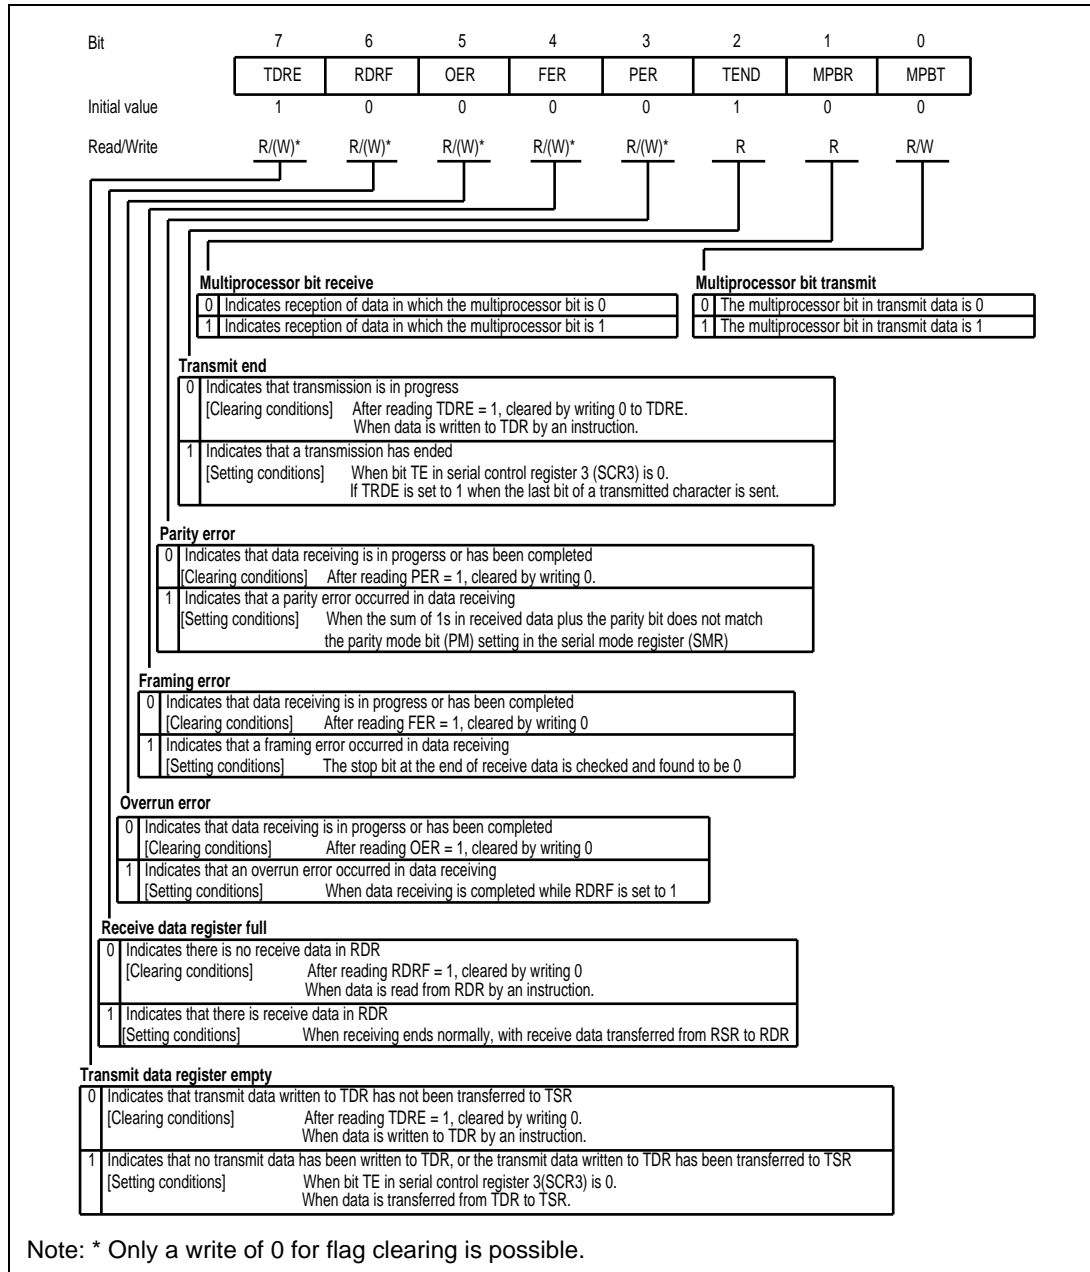 Bit 7 6 5 4 3 2 1 0
TDRE RDRF OER FER PER TEND MPBR MPBT
Initial value 1 0 0 0 0 1 0 0
Read/Write R/(W)* R/(W)* R/(W)* R/(W)* R/(W)* R R R/W
Multiprocessor bit receive
0 Indicates reception of data in which the multiprocessor bit is 0
1 Indicates reception of data in which the multiprocessor bit is 1
Multiprocessor bit transmit
0 The multiprocessor bit in transmit data is 0
1 The multiprocessor bit in transmit data is 1
Transmit end
0 Indicates that transmission is in progress
[Clearing conditions] After reading TDRE = 1, cleared by writing 0 to TDRE.
When data is written to TDR by an instruction.
1 Indicates that a transmission has ended
[Setting conditions] When bit TE in serial control register 3 (SCR3) is 0.
If TRDE is set to 1 when the last bit of a transmitted character is sent.
Parity error
0 Indicates that data receiving is in progerss or has been completed
[Clearing conditions] After reading PER = 1, cleared by writing 0.
1 Indicates that a parity error occurred in data receiving
[Setting conditions] When the sum of 1s in received data plus the parity bit does not match
the parity mode bit (PM) setting in the serial mode register (SMR)
Framing error
0 Indicates that data receiving is in progress or has been completed
[Clearing conditions] After reading FER = 1, cleared by writing 0
1 Indicates that a framing error occurred in data receiving
[Setting conditions] The stop bit at the end of receive data is checked and found to be 0
Overrun error
0 Indicates that data receiving is in progerss or has been completed
[Clearing conditions] After reading OER = 1, cleared by writing 0
1 Indicates that an overrun error occurred in data receiving
[Setting conditions] When data receiving is completed while RDRF is set to 1
Receive data register full
0 Indicates there is no receive data in RDR
[Clearing conditions] After reading RDRF = 1, cleared by writing 0
When data is read from RDR by an instruction.
1 Indicates that there is receive data in RDR
[Setting conditions] When receiving ends normally, with receive data transferred from RSR to RDR
Transmit data register empty
0 Indicates that transmit data written to TDR has not been transferred to TSR
[Clearing conditions] After reading TDRE = 1, cleared by writing 0.
When data is written to TDR by an instruction.
1 Indicates that no transmit data has been written to TDR, or the transmit data written to TDR has been transferred to TSR
[Setting conditions] When bit TE in serial control register 3(SCR3) is 0.
When data is transferred from TDR to TSR.
Note: * Only a write of 0 for flag clearing is possible.